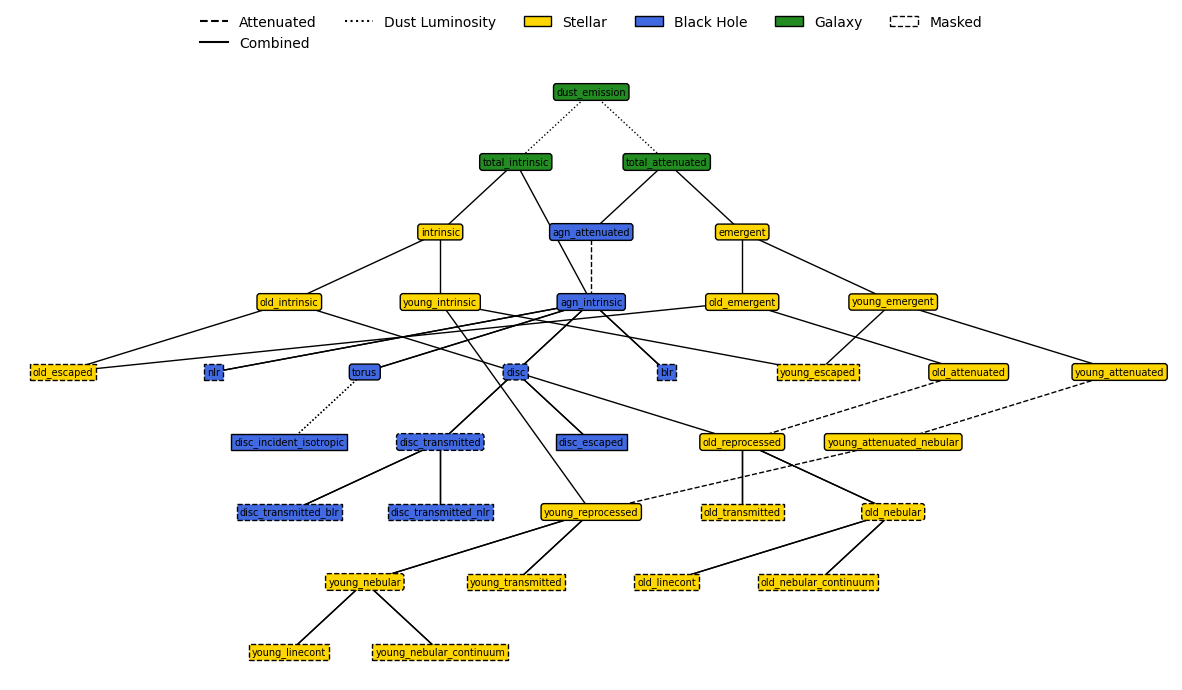 Attenuated Dust Luminosity Stellar Black Hole Galaxy Masked
Combined
dust_emission
total_intrinsic total_attenuated
intrinsic agn_attenuated emergent
old_intrinsic young_intrinsic agn_intrinsic old_emergent young_emergent
old_escaped nlr torus disc blr young_escaped old_attenuated young_attenuated
disc_incident_isotropic disc_transmitted disc_escaped old_reprocessed young_attenuated_nebular
disc_transmitted_blr disc_transmitted_nlr young_reprocessed old_transmitted old_nebular
young_nebular young_transmitted old_linecont old_nebular_continuum
young_linecont young_nebular_continuum